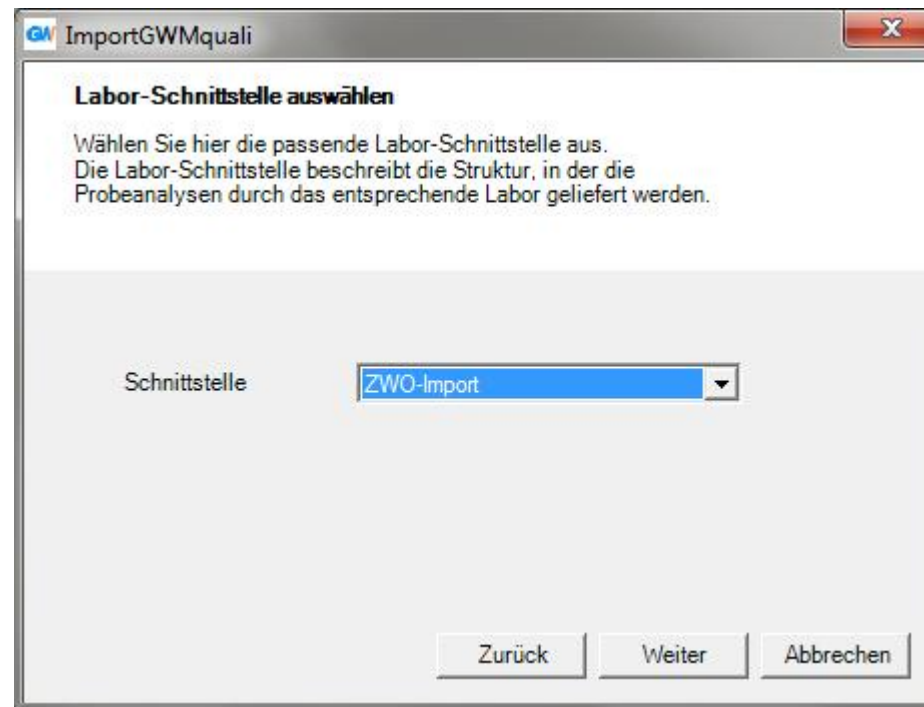 GW ImportGWMquali
Labor-Schnittstelle auswählen
Wählen Sie hier die passende Labor-Schnittstelle aus.
Die Labor-Schnittstelle beschreibt die Struktur, in der die
Probeanalysen durch das entsprechende Labor geliefert werden.
Schnittstelle ZWO-Import
Zurück Weiter Abbrechen